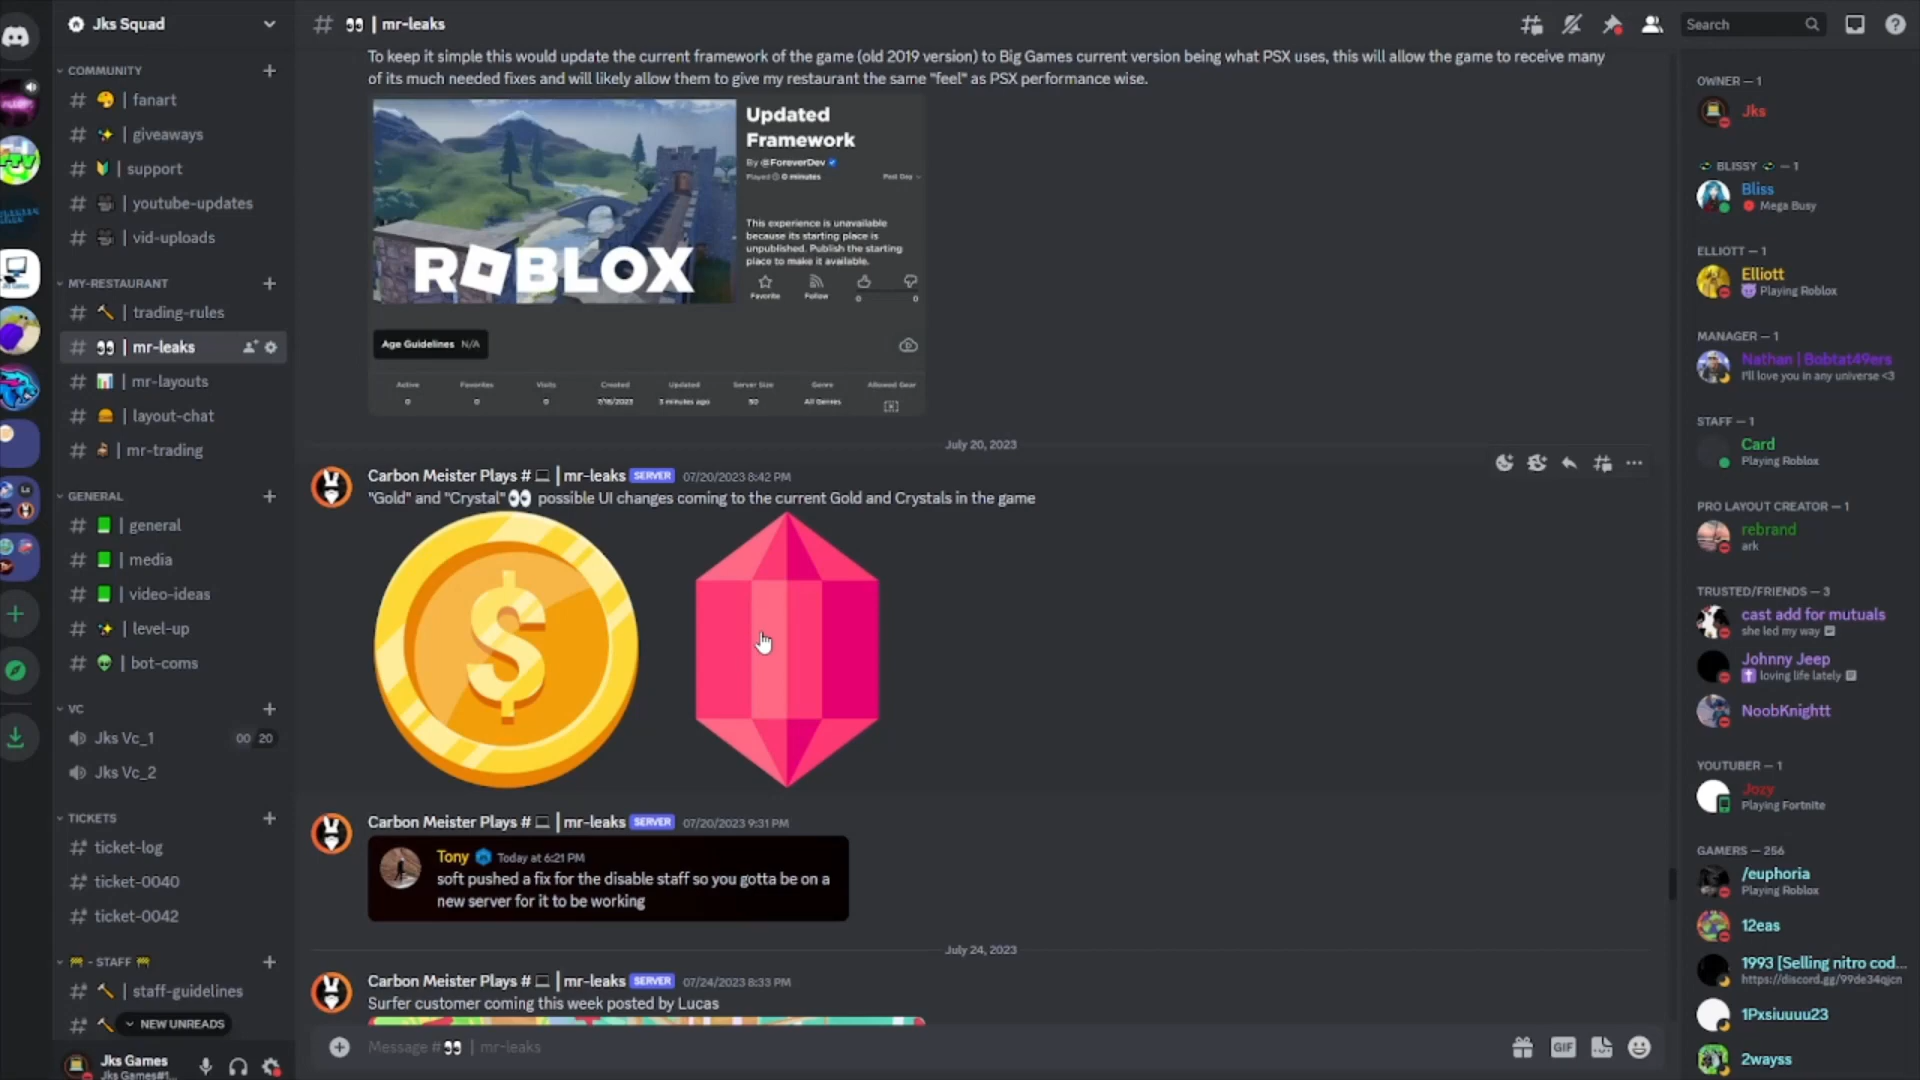 Jks Squad
COMMUNITY
# | fanart
# | giveaways
# | support
# | youtube-updates
# | vid-uploads
MY-RESTAURANT
# | trading-rules
# | mr-leaks
# | mr-layouts
# | layout-chat
# | mr-trading
GENERAL
# | general
# | media
# | video-ideas
# | level-up
# | bot-coms
VC
Jks Vc_1 00 20
Jks Vc_2
TICKETS
# ticket-log
# ticket-0040
# ticket-0042
- STAFF
# | staff-guidelines
NEW UNREADS
Jks Games
# 👀 | mr-leaks
Search
To keep it simple this would update the current framework of the game (old 2019 version) to Big Games current version being what PSX uses, this will allow the game to receive many
of its much needed fixes and will likely allow them to give my restaurant the same "feel" as PSX performance wise.
ROBLOX
Updated
Framework
By @ForeverDev
Played 0 minutes Past Day
This experience is unavailable
because its starting place is
unpublished. Publish the starting
place to make it available.
Favorite Follow 0 0
Age Guidelines N/A
Active Favorites Visits Created Updated Server Size Genre Allowed Gear
0 0 0 7/18/2023 3 minutes ago 50 All Genres
July 20, 2023
Carbon Meister Plays # 💻 | mr-leaks SERVER 07/20/2023 8:42 PM
"Gold" and "Crystal" 👀 possible UI changes coming to the current Gold and Crystals in the game
$
Carbon Meister Plays # 💻 | mr-leaks SERVER 07/20/2023 9:31 PM
Tony Today at 6:21 PM
soft pushed a fix for the disable staff so you gotta be on a
new server for it to be working
July 24, 2023
Carbon Meister Plays # 💻 | mr-leaks SERVER 07/24/2023 8:33 PM
Surfer customer coming this week posted by Lucas
Message # 👀 | mr-leaks
GIF
OWNER — 1
Jks
BLISSY — 1
Bliss
Mega Busy
ELLIOTT — 1
Elliott
Playing Roblox
MANAGER — 1
Nathan | Bobtat49ers
I'll love you in any universe <3
STAFF — 1
Card
Playing Roblox
PRO LAYOUT CREATOR — 1
rebrand
ark
TRUSTED/FRIENDS — 3
cast add for mutuals
she led my way
Johnny Jeep
loving life lately
NoobKnightt
YOUTUBER — 1
Jozy
Playing Fortnite
GAMERS — 256
/euphoria
Playing Roblox
12eas
1993 [Selling nitro cod...
https://discord.gg/99de34qjcn
1Pxsiuuuu23
2wayss